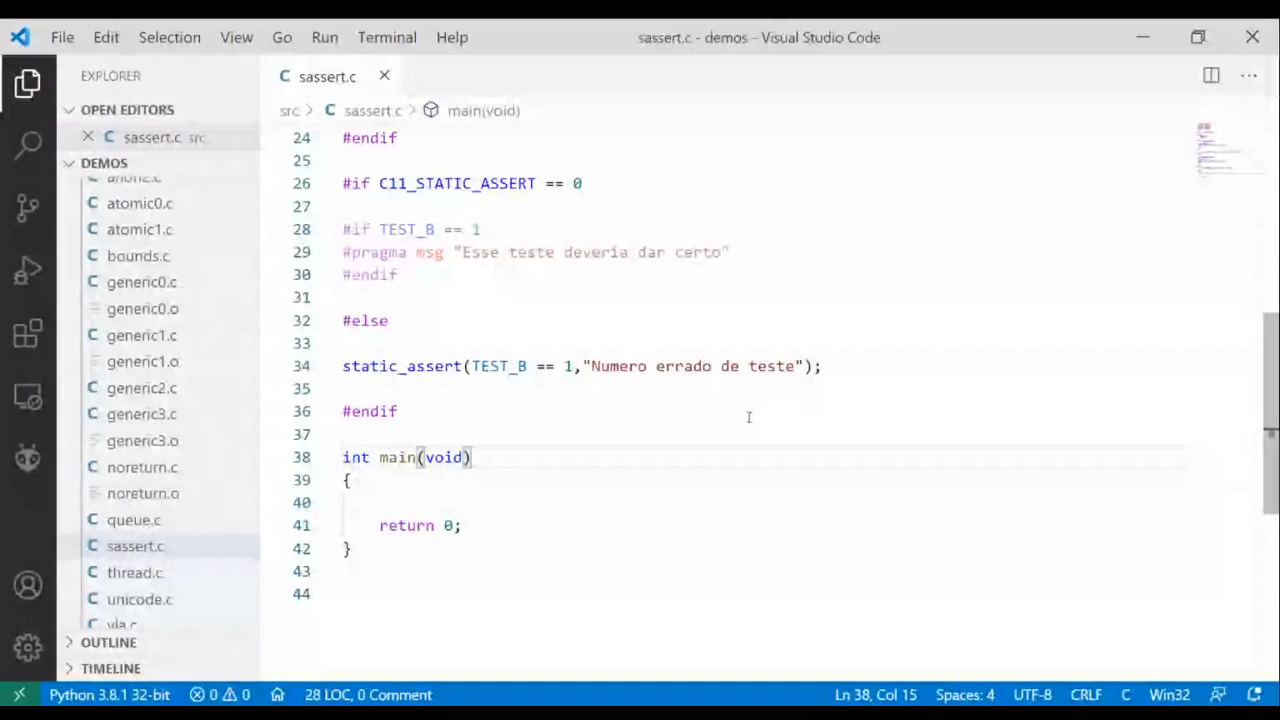 File Edit Selection View Go Run Terminal Help
sassert.c - demos - Visual Studio Code
EXPLORER
OPEN EDITORS
sassert.c src
DEMOS
anon2.c
atomic0.c
atomic1.c
bounds.c
generic0.c
generic0.o
generic1.c
generic1.o
generic2.c
generic3.c
generic3.o
noreturn.c
noreturn.o
queue.c
sassert.c
thread.c
unicode.c
vla.c
OUTLINE
TIMELINE
sassert.c
src > sassert.c > main(void)
24 #endif
25
26 #if C11_STATIC_ASSERT == 0
27
28 #if TEST_B == 1
29 #pragma msg "Esse teste deveria dar certo"
30 #endif
31
32 #else
33
34 static_assert(TEST_B == 1,"Numero errado de teste");
35
36 #endif
37
38 int main(void)
39 {
40
41 return 0;
42 }
43
44
Python 3.8.1 32-bit 0 0 28 LOC, 0 Comment Ln 38, Col 15 Spaces: 4 UTF-8 CRLF C Win32